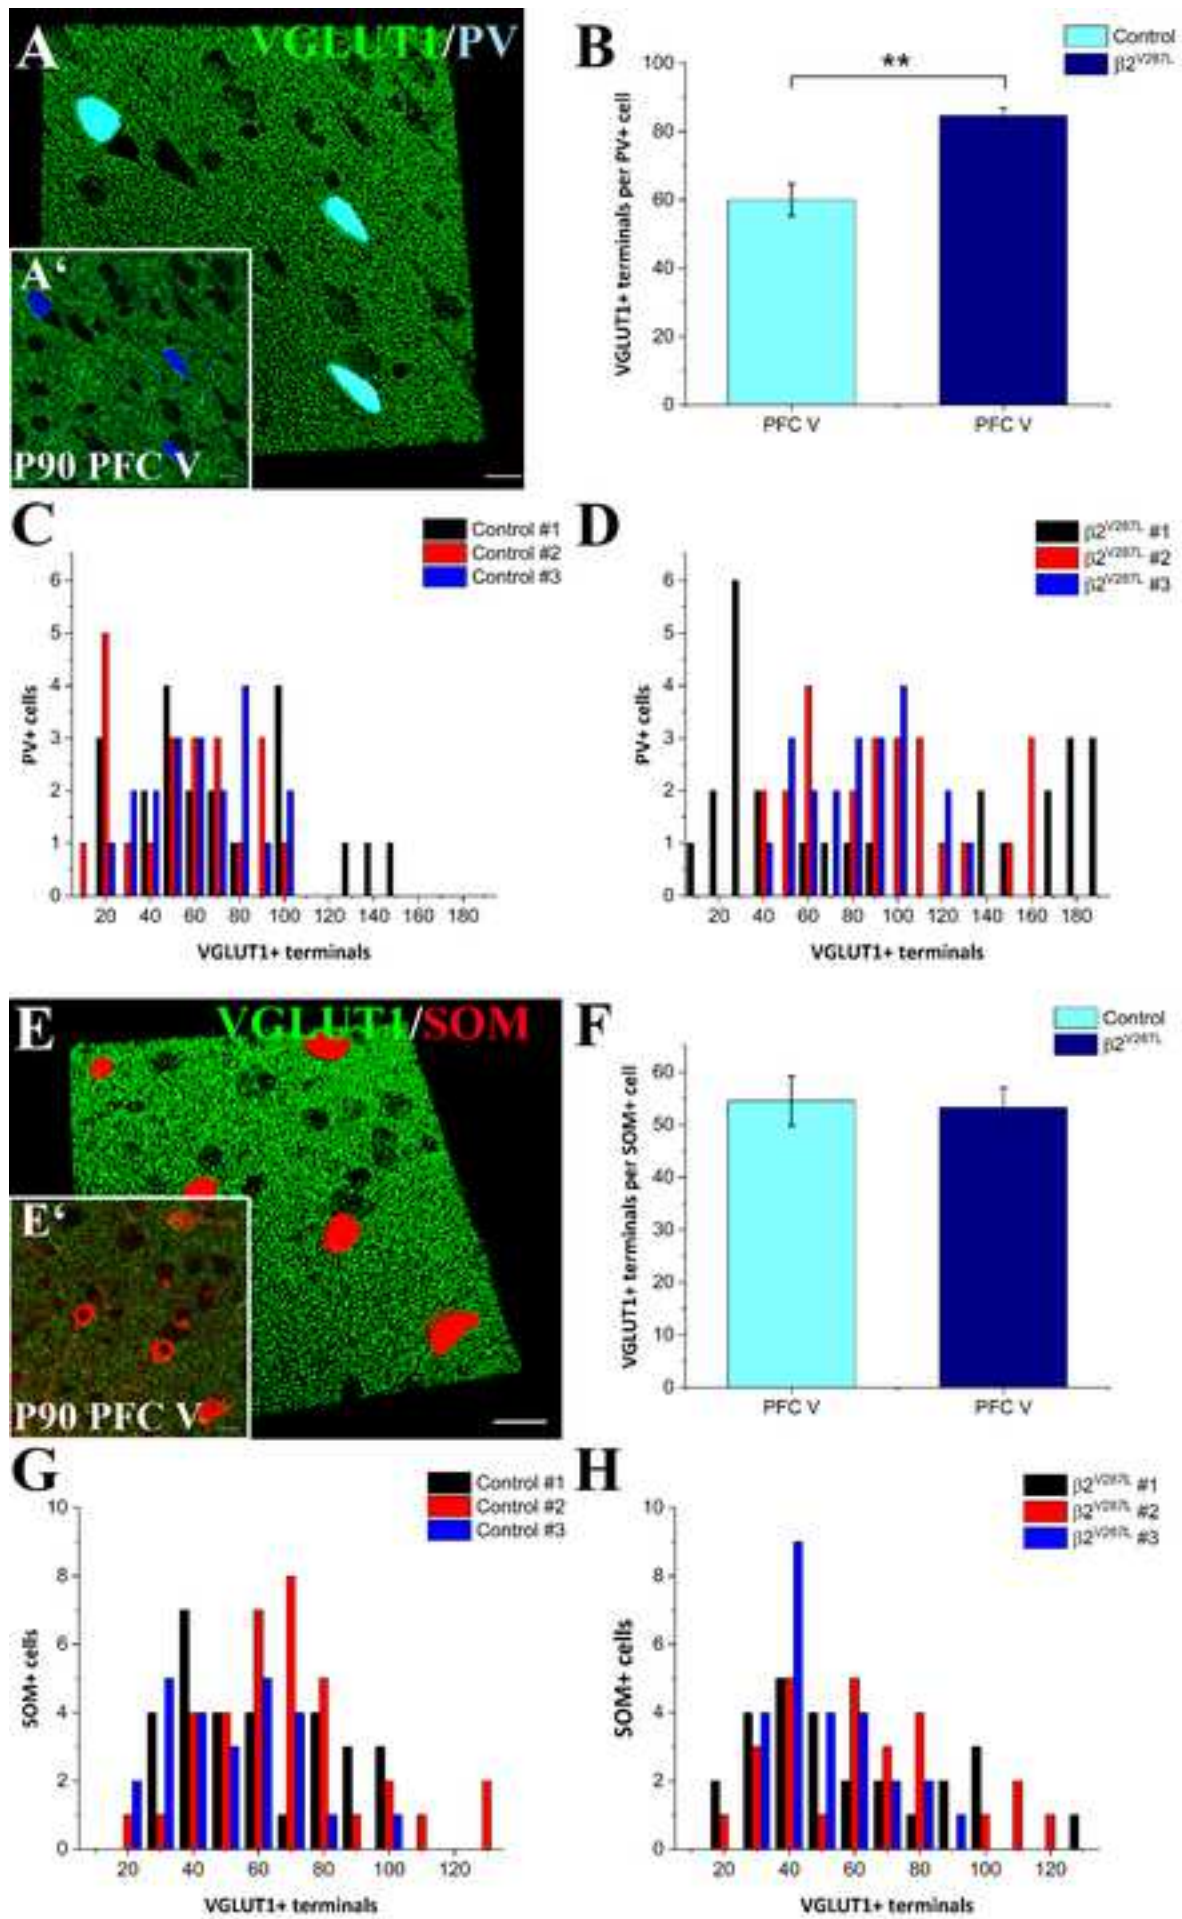 A
VGLUT1/PV
A'
P90 PFC V
B
Control
β2V287L
**
VGLUT1+ terminals per PV+ cell
100
80
60
40
20
0
PFC V
PFC V
C
Control #1
Control #2
Control #3
PV+ cells
6
5
4
3
2
1
0
20 40 60 80 100 120 140 160 180
VGLUT1+ terminals
D
β2V287L #1
β2V287L #2
β2V287L #3
PV+ cells
6
5
4
3
2
1
0
20 40 60 80 100 120 140 160 180
VGLUT1+ terminals
E
VGLUT1/SOM
E'
P90 PFC V
F
Control
β2V287L
VGLUT1+ terminals per SOM+ cell
60
50
40
30
20
10
0
PFC V
PFC V
G
Control #1
Control #2
Control #3
SOM+ cells
10
8
6
4
2
0
20 40 60 80 100 120
VGLUT1+ terminals
H
β2V287L #1
β2V287L #2
β2V287L #3
SOM+ cells
10
8
6
4
2
0
20 40 60 80 100 120
VGLUT1+ terminals